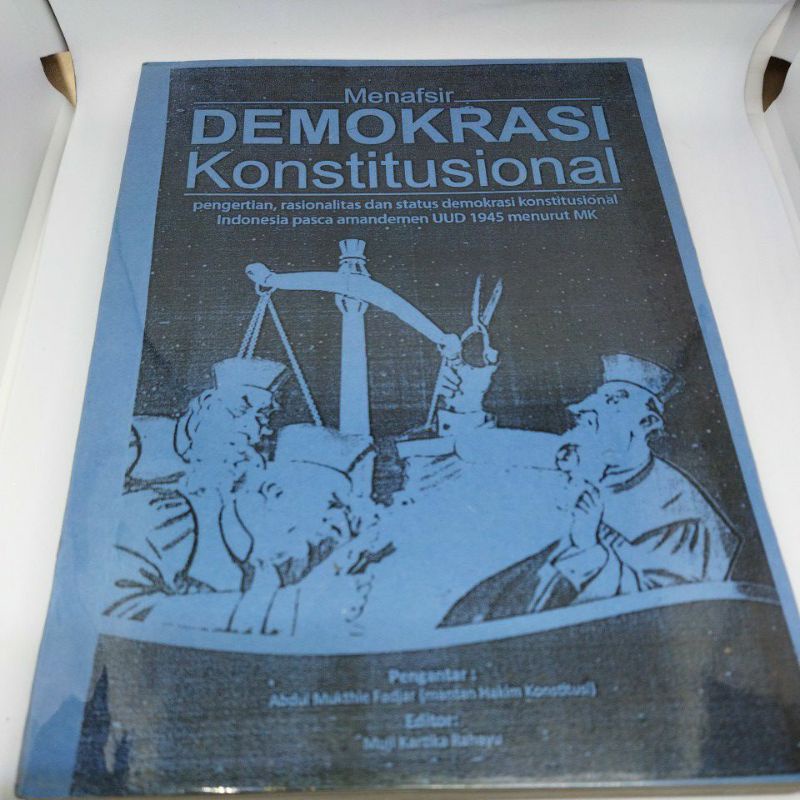 Menafsir
DEMOKRASI
Konstitusional
pengertian, rasionalitas dan status demokrasi konstitusional
Indonesia pasca amandemen UUD 1945 menurut MK
Pengantar :
Abdul Mukthie Fadjar (mantan Hakim Konstitusi)
Editor:
Muji Kartika Rahayu